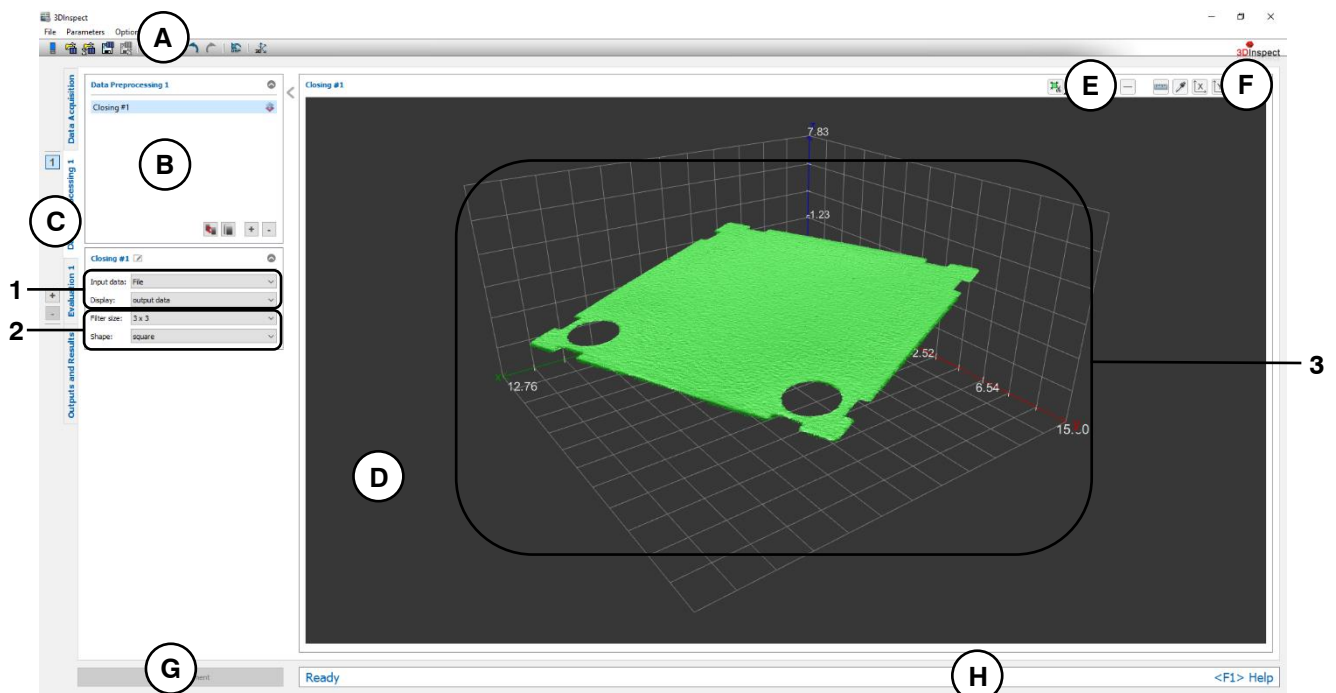 3DInspect
File Parameters
A
3DInspect
Data Acquisition
Data Preprocessing 1
Closing #1
E
F
Closing #1
B
1
C
7.83
-1.23
Closing #1
1
Input data: File
Display: output data
2
Filter size: 3 x 3
Shape: square
+
-
Evaluation 1
Outputs and Results
2.52
6.54
15.
12.76
3
D
G
Ready
H
<F1> Help